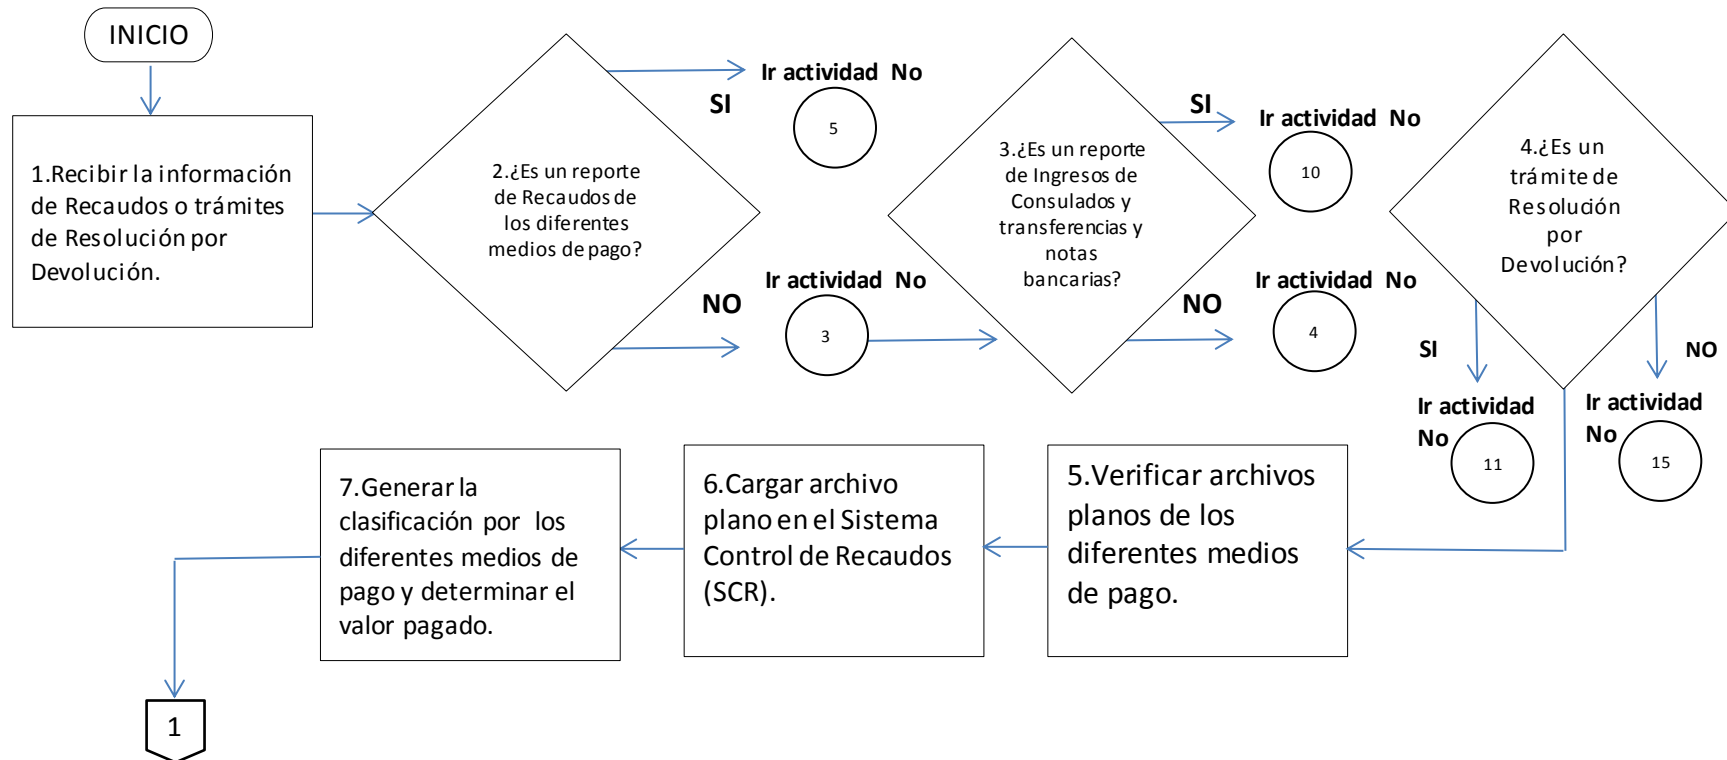 INICIO
1.Recibir la información
de Recaudos o trámites
de Resolución por
Devolución.
2.¿Es un reporte
de Recaudos de
los diferentes
medios de pago?
SI
Ir actividad No
5
NO
Ir actividad No
3
3.¿Es un reporte
de Ingresos de
Consulados y
transferencias y
notas
bancarias?
SI
Ir actividad No
10
NO
Ir actividad No
4
4.¿Es un
trámite de
Resolución
por
Devolución?
SI
Ir actividad
No
11
NO
Ir actividad
No
15
5.Verificar archivos
planos de los
diferentes medios
de pago.
6.Cargar archivo
plano en el Sistema
Control de Recaudos
(SCR).
7.Generar la
clasificación por los
diferentes medios de
pago y determinar el
valor pagado.
1